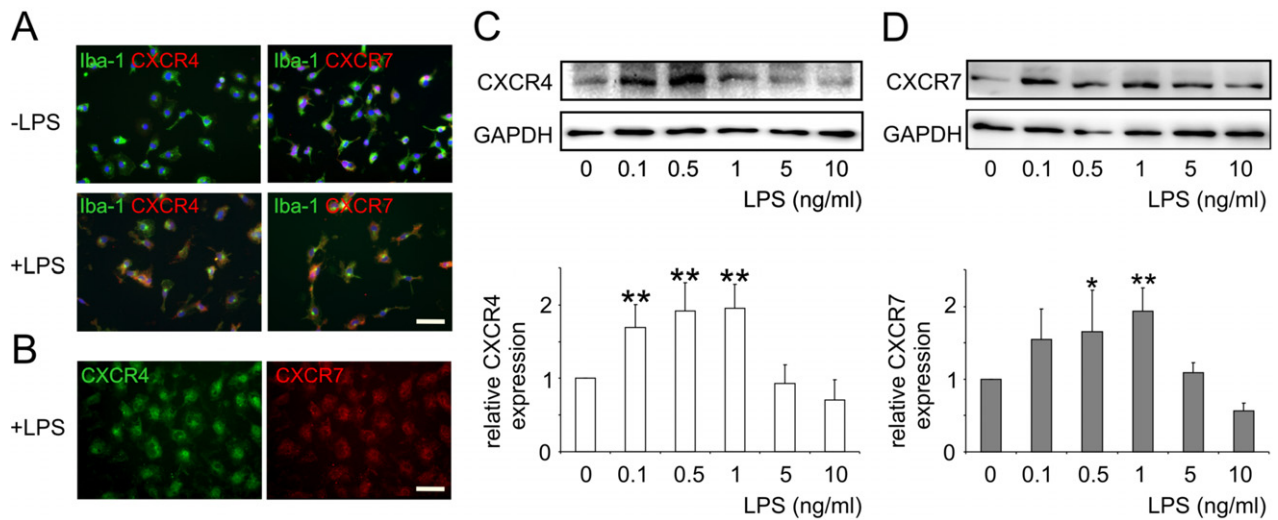 A
Iba-1 CXCR4
Iba-1 CXCR7
-LPS
Iba-1 CXCR4
Iba-1 CXCR7
+LPS
B
CXCR4
CXCR7
+LPS
C
CXCR4
GAPDH
0 0.1 0.5 1 5 10
LPS (ng/ml)
relative CXCR4
expression
2
1
0
** ** **
0 0.1 0.5 1 5 10
LPS (ng/ml)
D
CXCR7
GAPDH
0 0.1 0.5 1 5 10
LPS (ng/ml)
relative CXCR7
expression
2
1
0
* **
0 0.1 0.5 1 5 10
LPS (ng/ml)